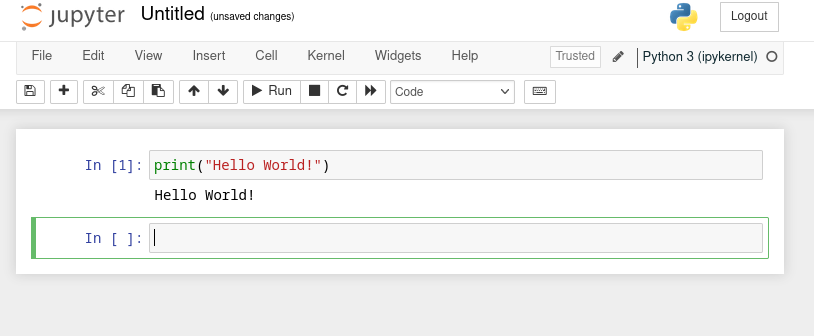 jupyter Untitled (unsaved changes) Logout
File Edit View Insert Cell Kernel Widgets Help Trusted Python 3 (ipykernel)
Run Code
In [1]: print("Hello World!")
Hello World!
In [ ]: